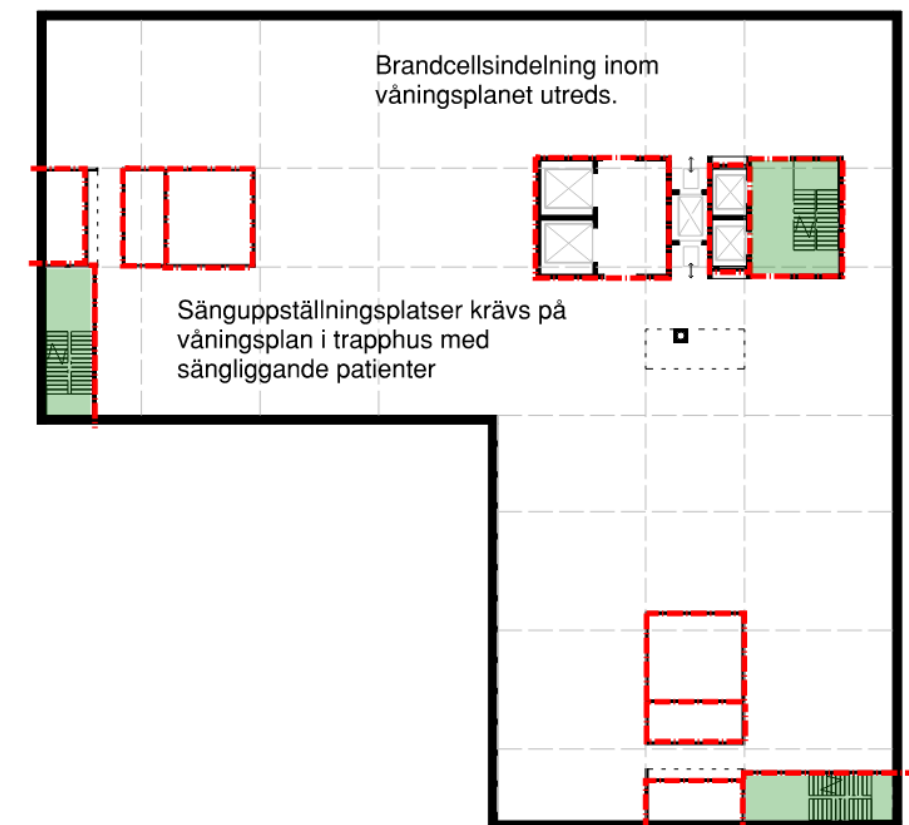 Brandcellsindelning inom
våningsplanet utreds.
Sänguppställningsplatser krävs på
våningsplan i trapphus med
sängliggande patienter